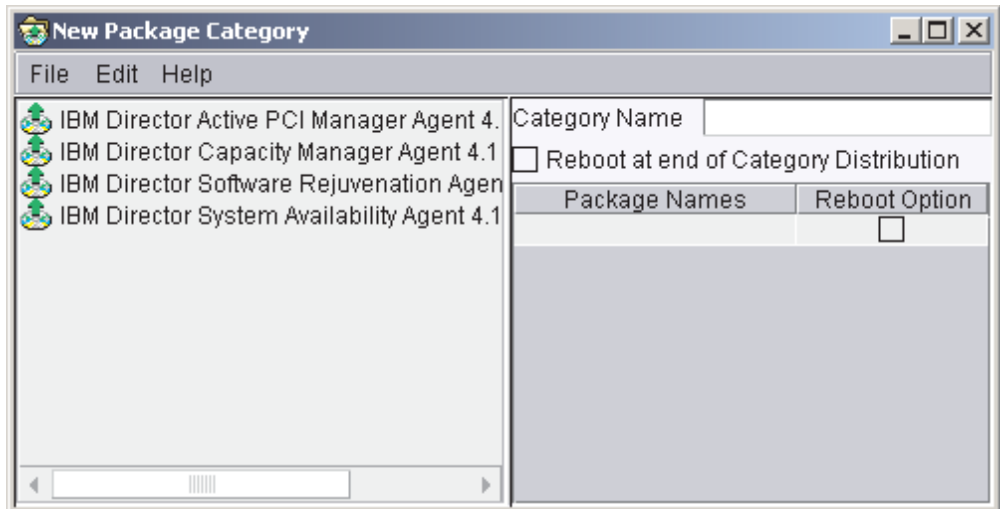 New Package Category
File Edit Help
IBM Director Active PCI Manager Agent 4.
IBM Director Capacity Manager Agent 4.1
IBM Director Software Rejuvenation Agen
IBM Director System Availability Agent 4.1
Category Name
Reboot at end of Category Distribution
Package Names Reboot Option